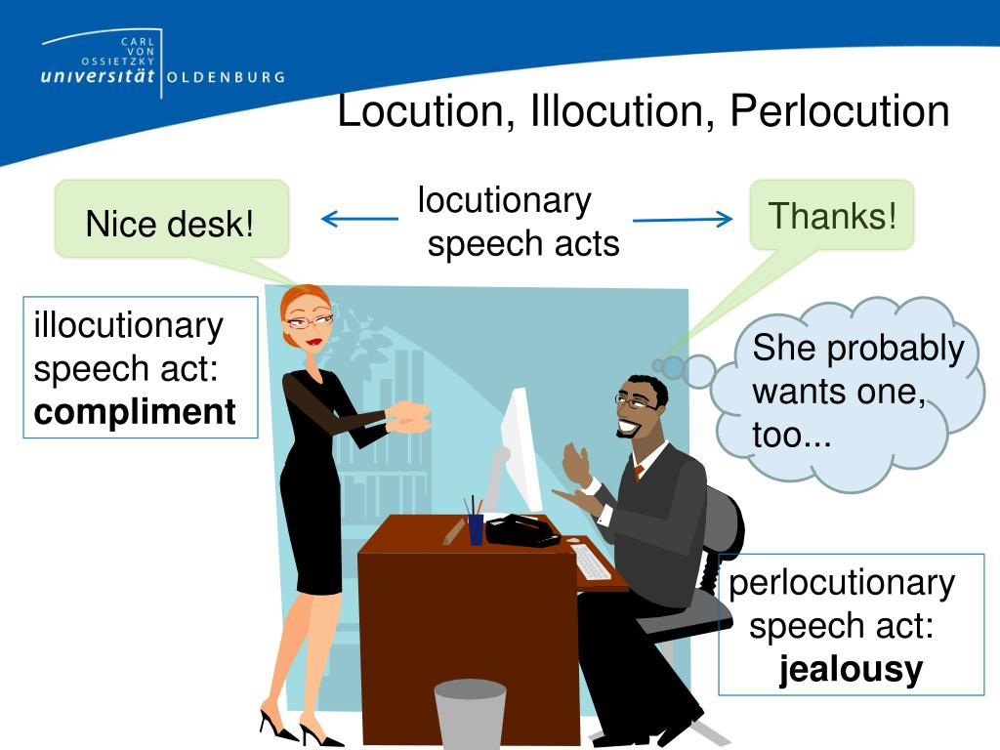 CARL
VON
OSSIETZKY
universität OLDENBURG
Locution, Illocution, Perlocution
Nice desk!
locutionary
speech acts
Thanks!
illocutionary
speech act:
compliment
She probably
wants one,
too...
perlocutionary
speech act:
jealousy